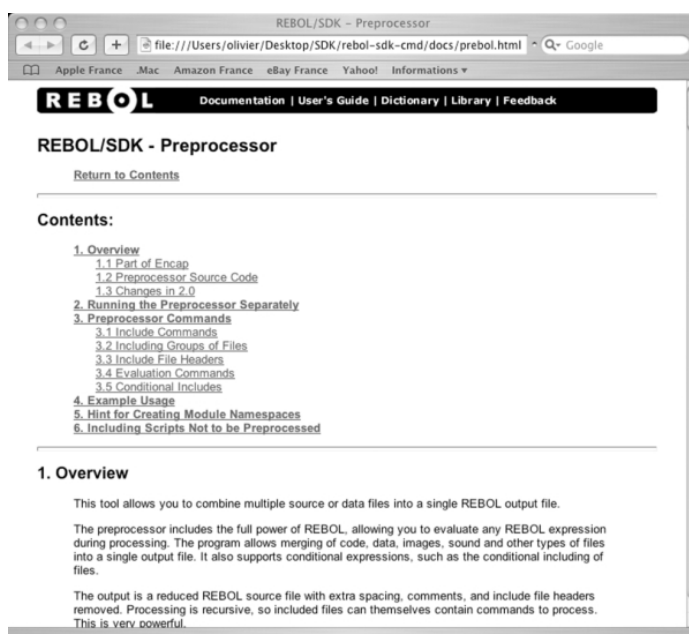 REBOL/SDK - Preprocessor
file:///Users/olivier/Desktop/SDK/rebol-sdk-cmd/docs/prebol.html Google
Apple France .Mac Amazon France eBay France Yahoo! Informations
REBOL Documentation | User's Guide | Dictionary | Library | Feedback
REBOL/SDK - Preprocessor
Return to Contents
Contents:
1. Overview
1.1 Part of Encap
1.2 Preprocessor Source Code
1.3 Changes in 2.0
2. Running the Preprocessor Separately
3. Preprocessor Commands
3.1 Include Commands
3.2 Including Groups of Files
3.3 Include File Headers
3.4 Evaluation Commands
3.5 Conditional Includes
4. Example Usage
5. Hint for Creating Module Namespaces
6. Including Scripts Not to be Preprocessed
1. Overview
This tool allows you to combine multiple source or data files into a single REBOL output file.
The preprocessor includes the full power of REBOL, allowing you to evaluate any REBOL expression
during processing. The program allows merging of code, data, images, sound and other types of files
into a single output file. It also supports conditional expressions, such as the conditional including of
files.
The output is a reduced REBOL source file with extra spacing, comments, and include file headers
removed. Processing is recursive, so included files can themselves contain commands to process.
This is very powerful.